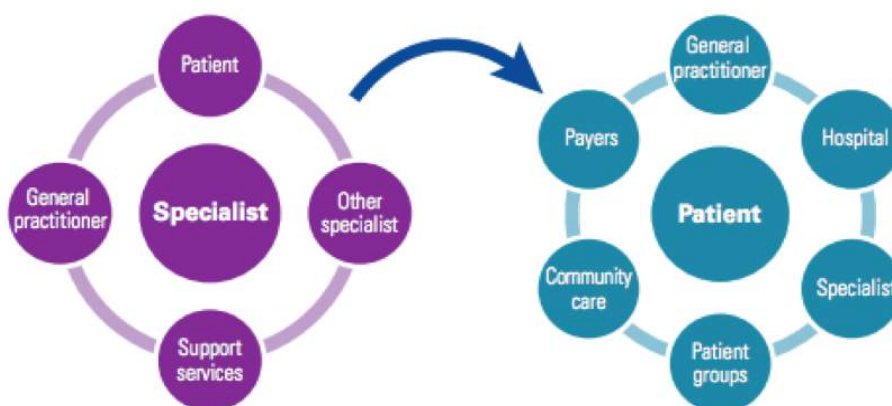 Patient
General
practitioner
Specialist
Other
specialist
Support
services
General
practitioner
Payers
Hospital
Patient
Community
care
Specialist
Patient
groups